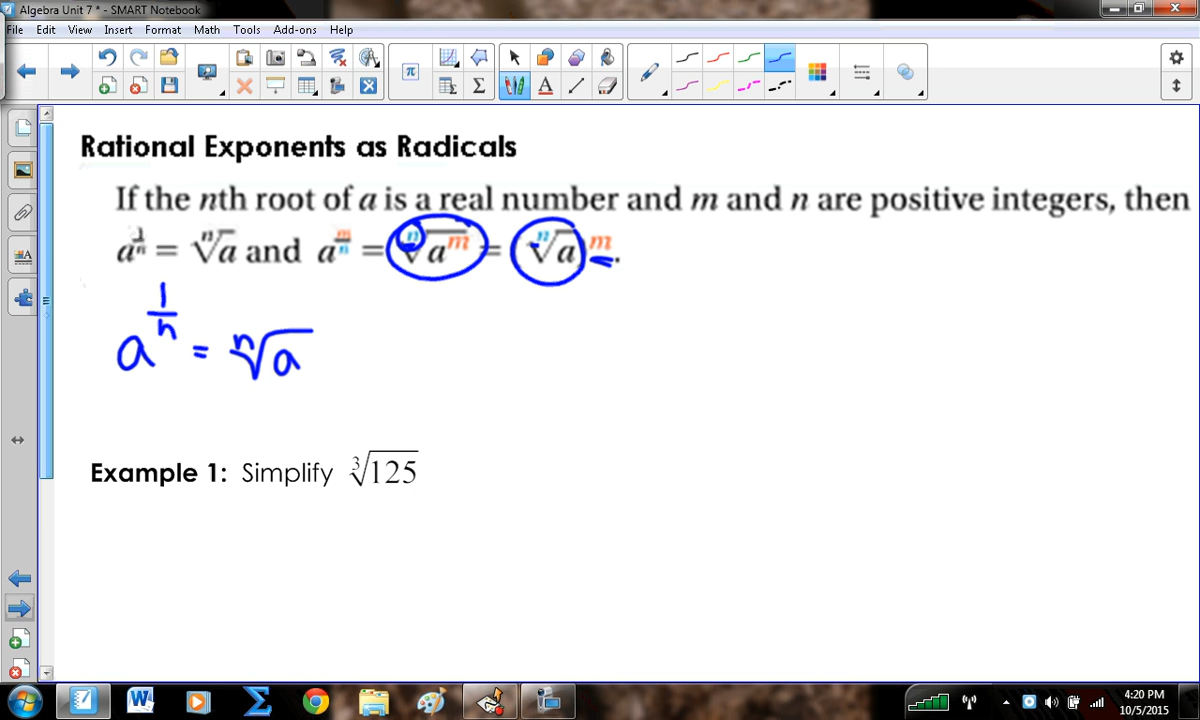 Algebra Unit 7 * - SMART Notebook
File Edit View Insert Format Math Tools Add-ons Help
Rational Exponents as Radicals
If the nth root of a is a real number and m and n are positive integers, then
a^(1/n) = ⁿ√a and a^(m/n) = ⁿ√(a^m) = (ⁿ√a)^m.
a^(1/n) = ⁿ√a
Example 1: Simplify ³√125
4:20 PM
10/5/2015